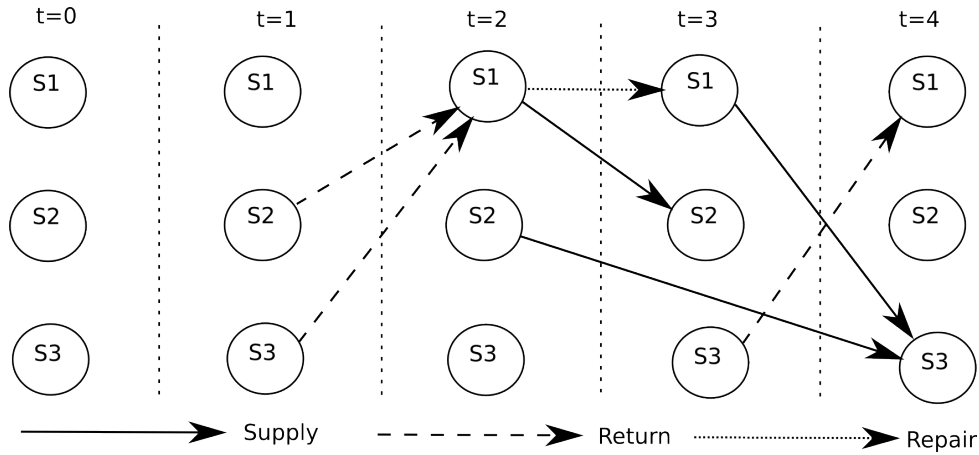 t=0 t=1 t=2 t=3 t=4
S1 S1 S1 S1 S1
S2 S2 S2 S2 S2
S3 S3 S3 S3 S3
Supply Return Repair